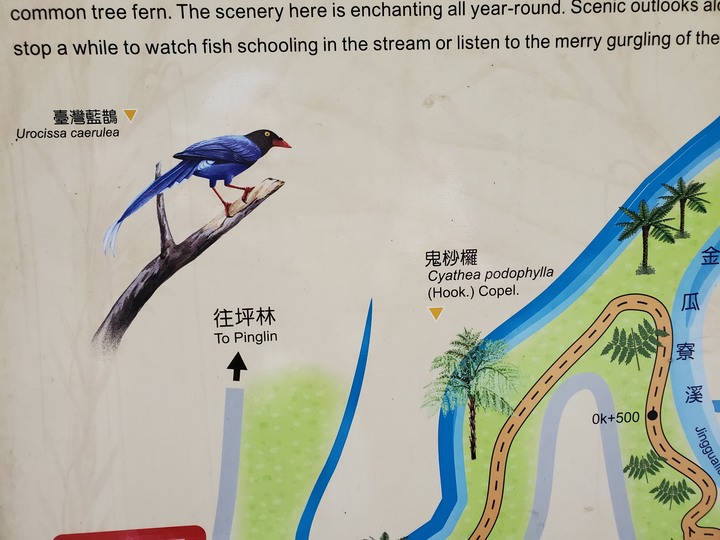 common tree fern. The scenery here is enchanting all year-round. Scenic outlooks
stop a while to watch fish schooling in the stream or listen to the merry gurgling of the
臺灣藍鵲
Urocissa caerulea
鬼桫欏
Cyathea podophylla
(Hook.) Copel.
往坪林
To Pinglin
0k+500
金瓜寮溪